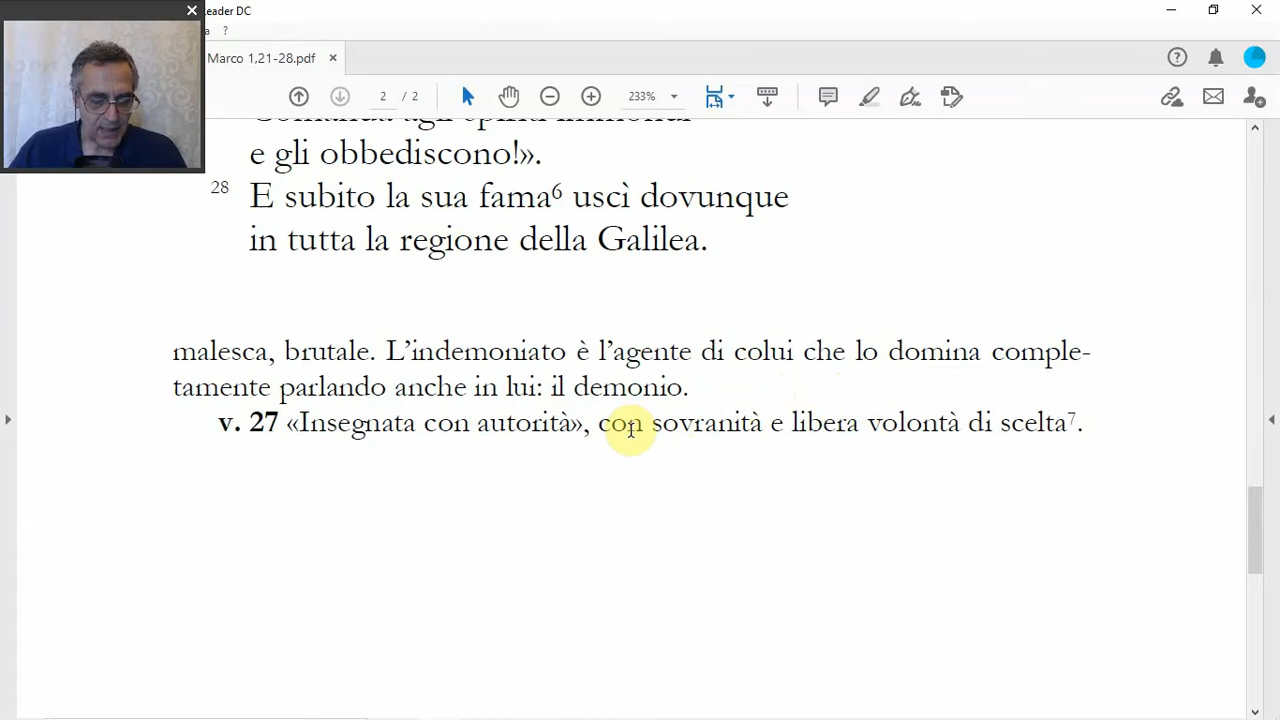 Reader DC
?
Marco 1,21-28.pdf
2 / 2
233%
e gli obbediscono!».
28 E subito la sua fama⁶ uscì dovunque
in tutta la regione della Galilea.
malesca, brutale. L'indemoniato è l'agente di colui che lo domina comple-
tamente parlando anche in lui: il demonio.
v. 27 «Insegnata con autorità», con sovranità e libera volontà di scelta⁷.